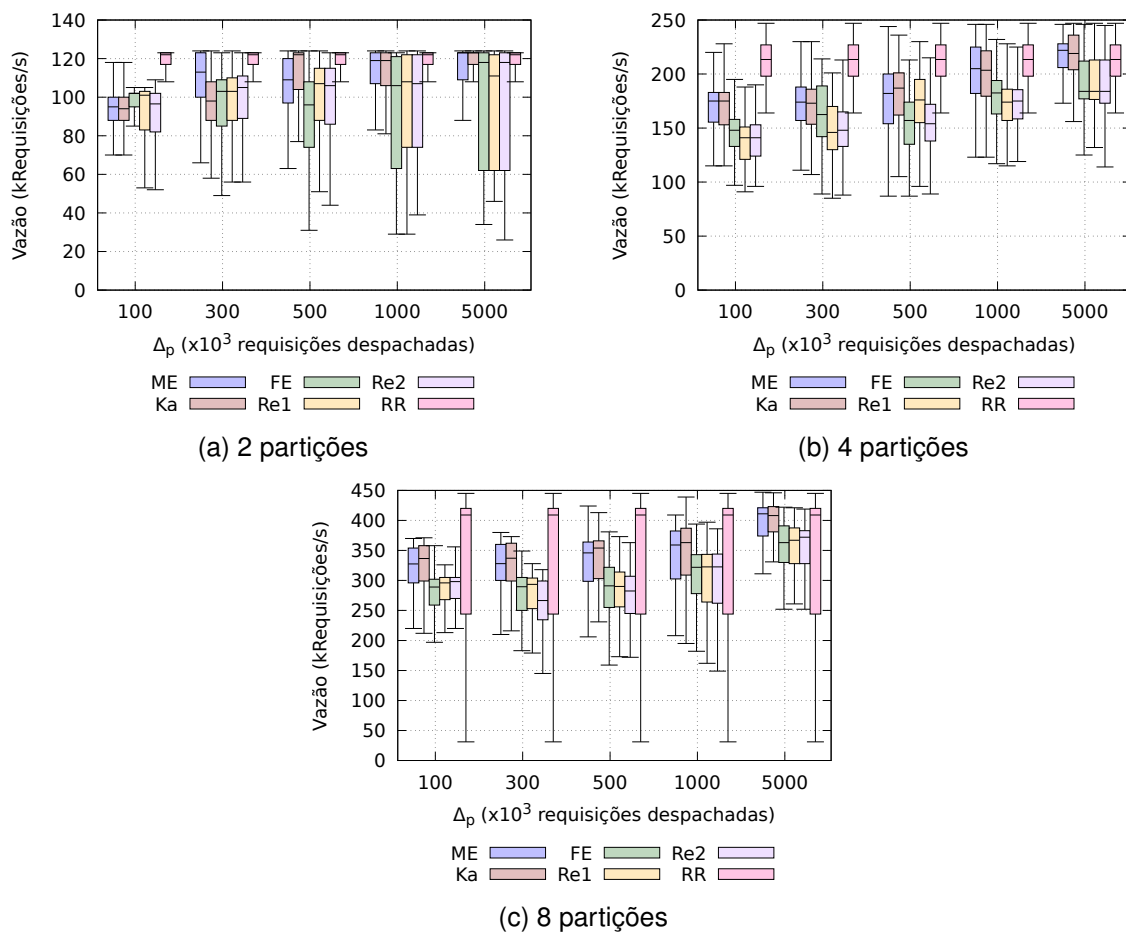 140
120
100
80
60
40
20
0
Vazão (kRequisições/s)
100 300 500 1000 5000
Δp (x10³ requisições despachadas)
ME FE Re2
Ka Re1 RR
(a) 2 partições
250
200
150
100
50
0
Vazão (kRequisições/s)
100 300 500 1000 5000
Δp (x10³ requisições despachadas)
ME FE Re2
Ka Re1 RR
(b) 4 partições
450
400
350
300
250
200
150
100
50
0
Vazão (kRequisições/s)
100 300 500 1000 5000
Δp (x10³ requisições despachadas)
ME FE Re2
Ka Re1 RR
(c) 8 partições